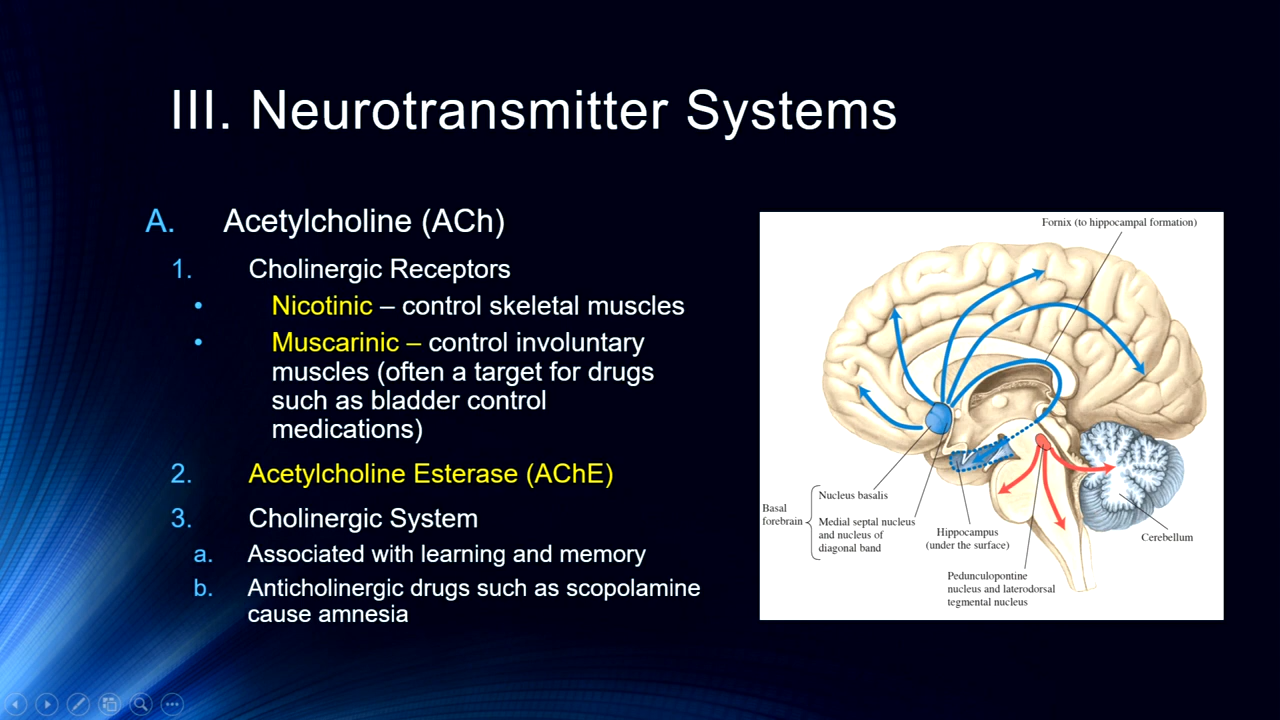 III. Neurotransmitter Systems
A. Acetylcholine (ACh)
1. Cholinergic Receptors
• Nicotinic – control skeletal muscles
• Muscarinic – control involuntary
muscles (often a target for drugs
such as bladder control
medications)
2. Acetylcholine Esterase (AChE)
3. Cholinergic System
a. Associated with learning and memory
b. Anticholinergic drugs such as scopolamine
cause amnesia
Fornix (to hippocampal formation)
Basal
forebrain
Nucleus basalis
Medial septal nucleus
and nucleus of
diagonal band
Hippocampus
(under the surface)
Cerebellum
Pedunculopontine
nucleus and laterodorsal
tegmental nucleus